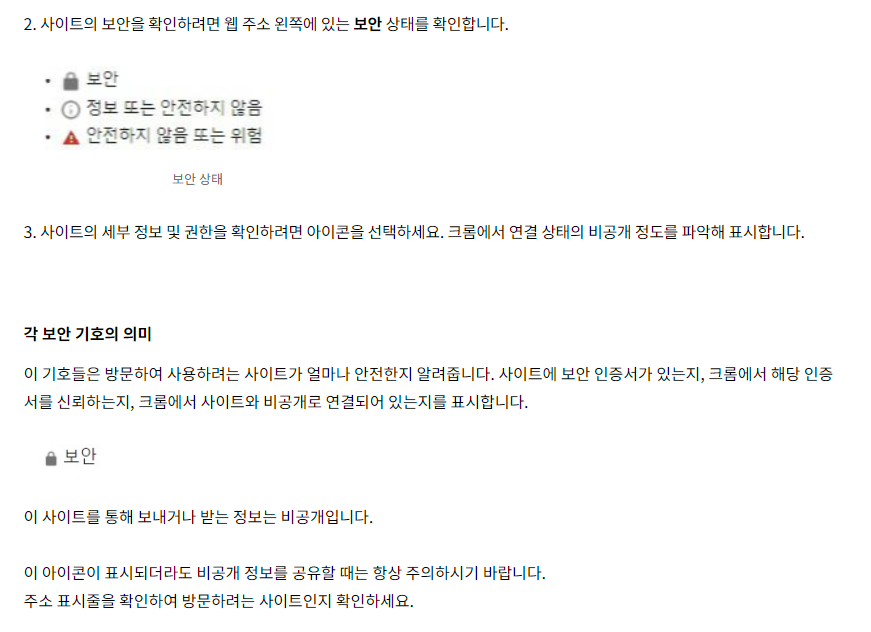 2. 사이트의 보안을 확인하려면 웹 주소 왼쪽에 있는 보안 상태를 확인합니다.
• 보안
• 정보 또는 안전하지 않음
• 안전하지 않음 또는 위험
보안 상태
3. 사이트의 세부 정보 및 권한을 확인하려면 아이콘을 선택하세요. 크롬에서 연결 상태의 비공개 정도를 파악해 표시합니다.
각 보안 기호의 의미
이 기호들은 방문하여 사용하려는 사이트가 얼마나 안전한지 알려줍니다. 사이트에 보안 인증서가 있는지, 크롬에서 해당 인증
서를 신뢰하는지, 크롬에서 사이트와 비공개로 연결되어 있는지를 표시합니다.
보안
이 사이트를 통해 보내거나 받는 정보는 비공개입니다.
이 아이콘이 표시되더라도 비공개 정보를 공유할 때는 항상 주의하시기 바랍니다.
주소 표시줄을 확인하여 방문하려는 사이트인지 확인하세요.